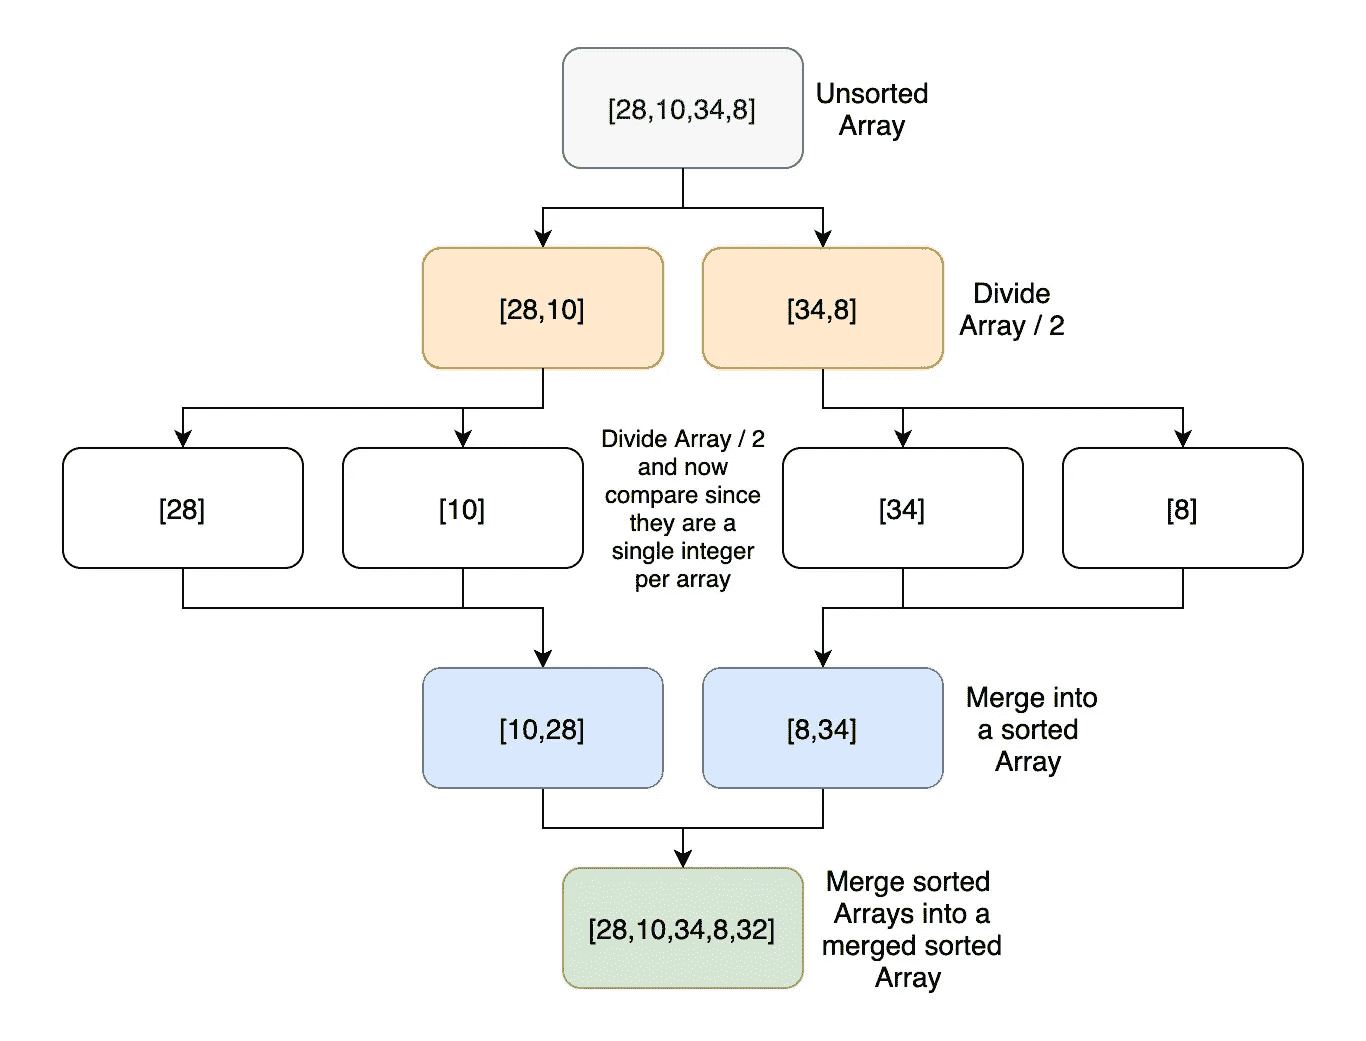 [28,10,34,8]
Unsorted
Array
[28,10]
[34,8]
Divide
Array / 2
[28]
[10]
Divide Array / 2
and now
compare since
they are a
single integer
per array
[34]
[8]
[10,28]
[8,34]
Merge into
a sorted
Array
[28,10,34,8,32]
Merge sorted
Arrays into a
merged sorted
Array